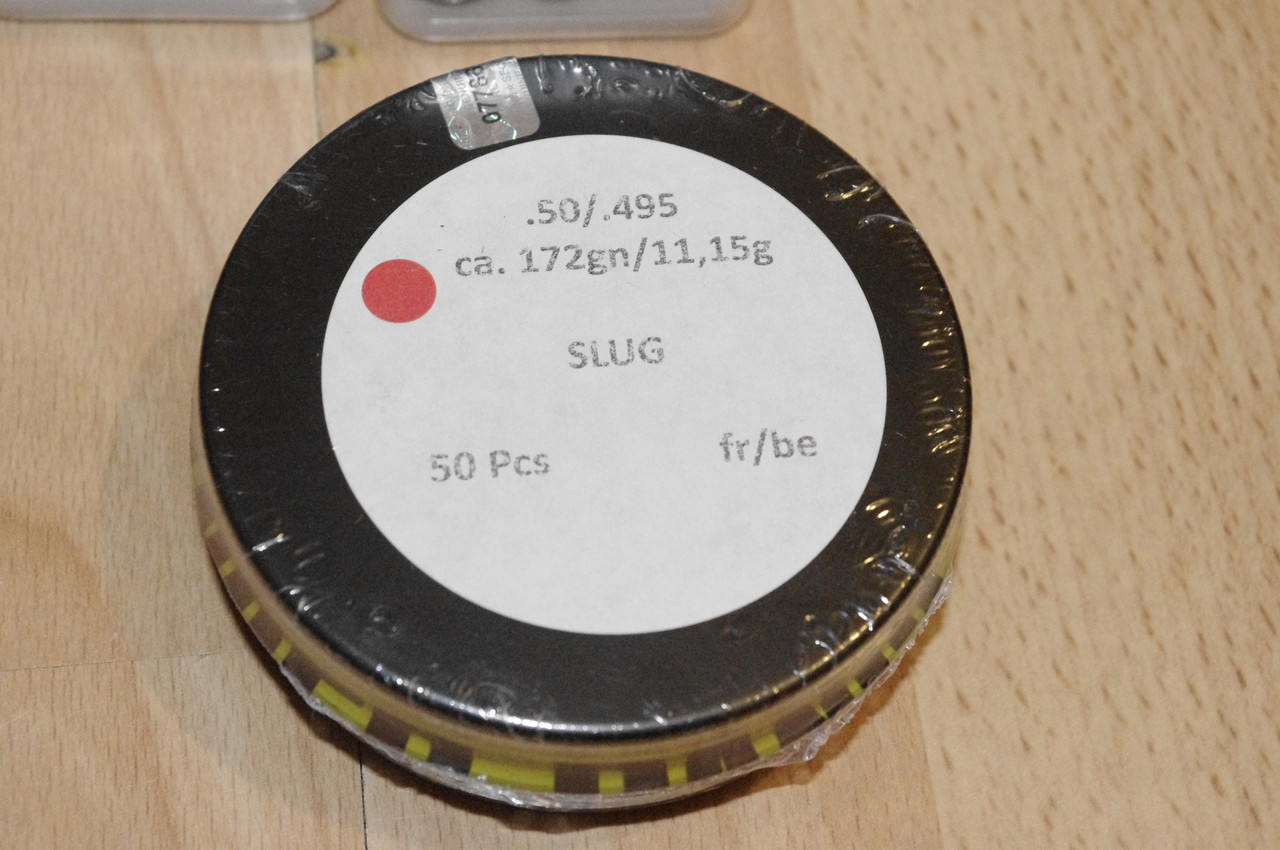 .50/.495
ca. 172gn/11,15g
SLUG
50 Pcs
fr/be